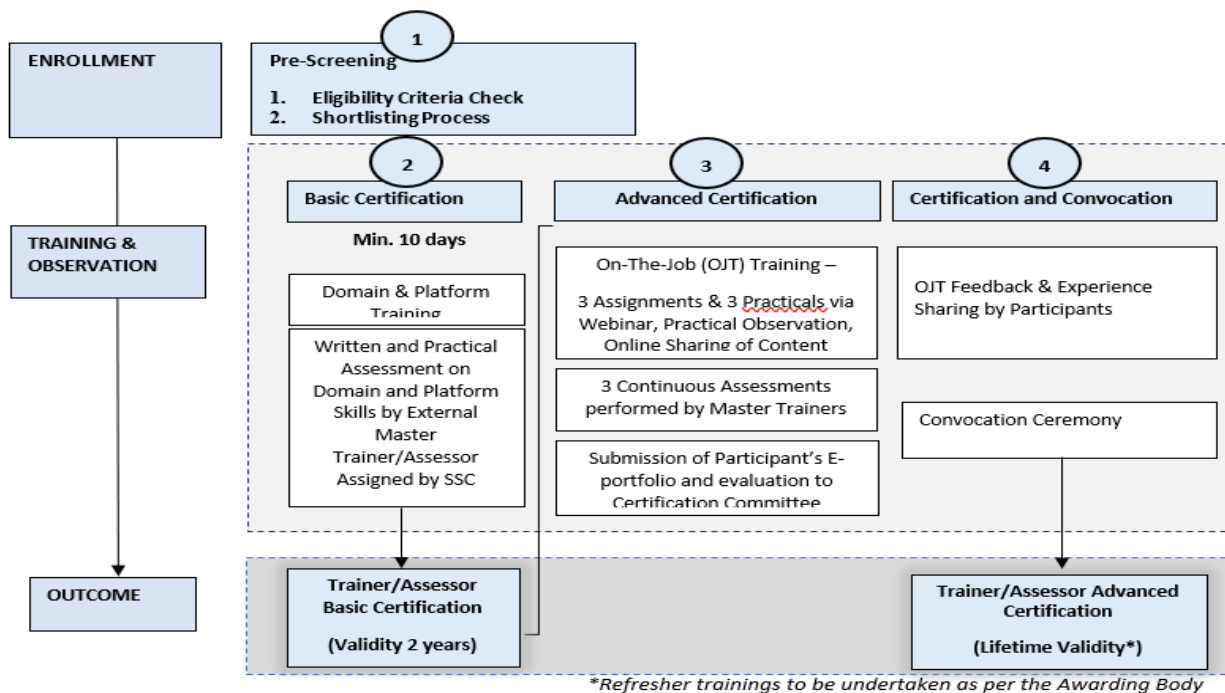 1
ENROLLMENT
Pre-Screening
1. Eligibility Criteria Check
2. Shortlisting Process
TRAINING &
OBSERVATION
2
Basic Certification
Min. 10 days
Domain & Platform
Training
Written and Practical
Assessment on
Domain and Platform
Skills by External
Master
Trainer/Assessor
Assigned by SSC
3
Advanced Certification
On-The-Job (OJT) Training –
3 Assignments & 3 Practicals via
Webinar, Practical Observation,
Online Sharing of Content
3 Continuous Assessments
performed by Master Trainers
Submission of Participant's E-
portfolio and evaluation to
Certification Committee
4
Certification and Convocation
OJT Feedback & Experience
Sharing by Participants
Convocation Ceremony
OUTCOME
Trainer/Assessor
Basic Certification
(Validity 2 years)
Trainer/Assessor Advanced
Certification
(Lifetime Validity*)
*Refresher trainings to be undertaken as per the Awarding Body